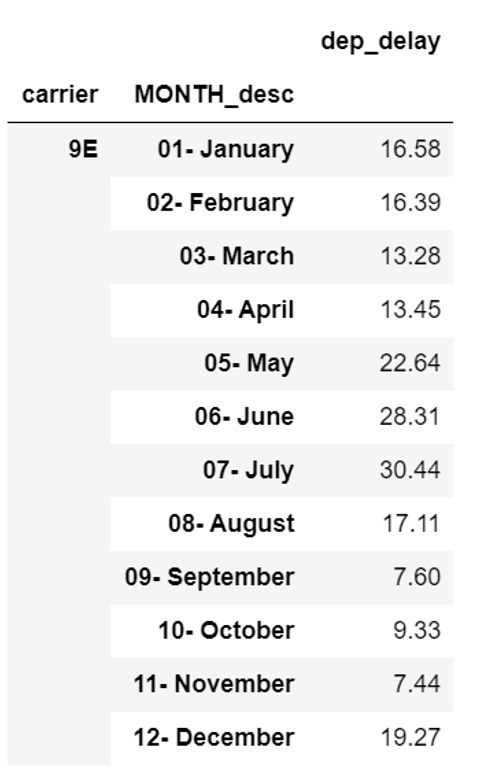 dep_delay
carrier MONTH_desc
9E 01- January 16.58
02- February 16.39
03- March 13.28
04- April 13.45
05- May 22.64
06- June 28.31
07- July 30.44
08- August 17.11
09- September 7.60
10- October 9.33
11- November 7.44
12- December 19.27